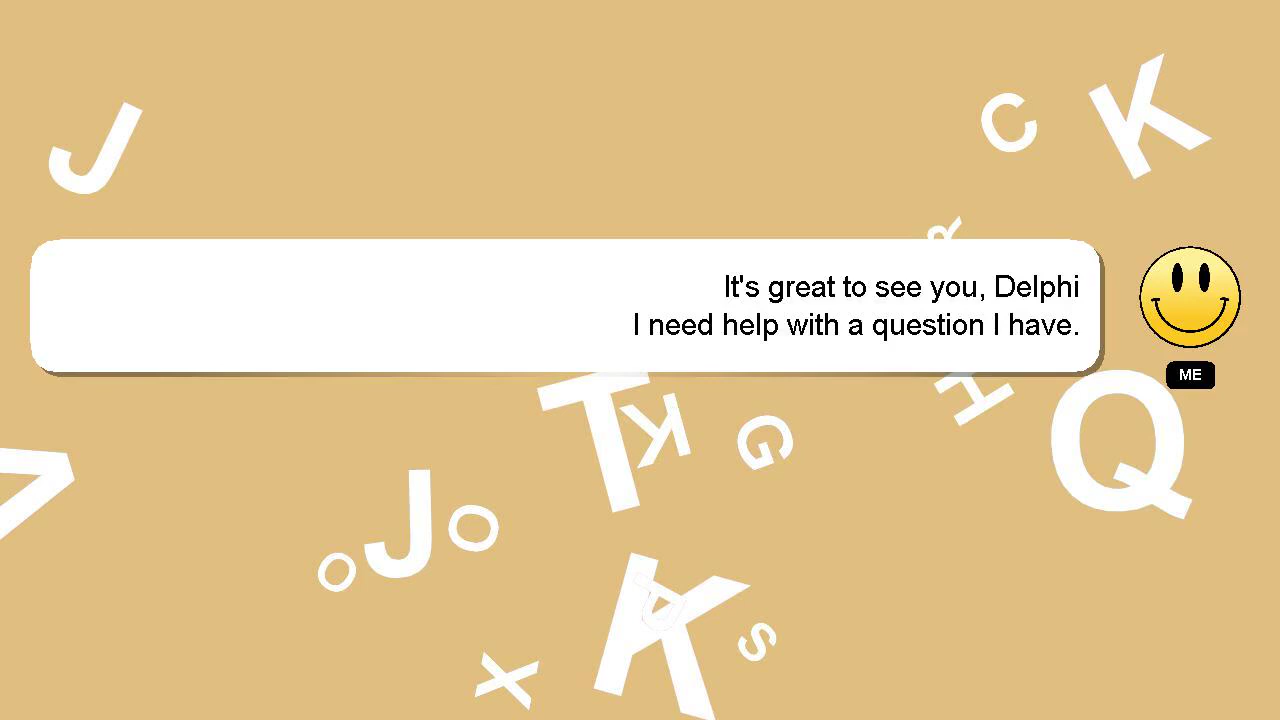 J
C
K
It's great to see you, Delphi
I need help with a question I have.
ME
T
K
G
H
Q
J
O
O
K
S
X